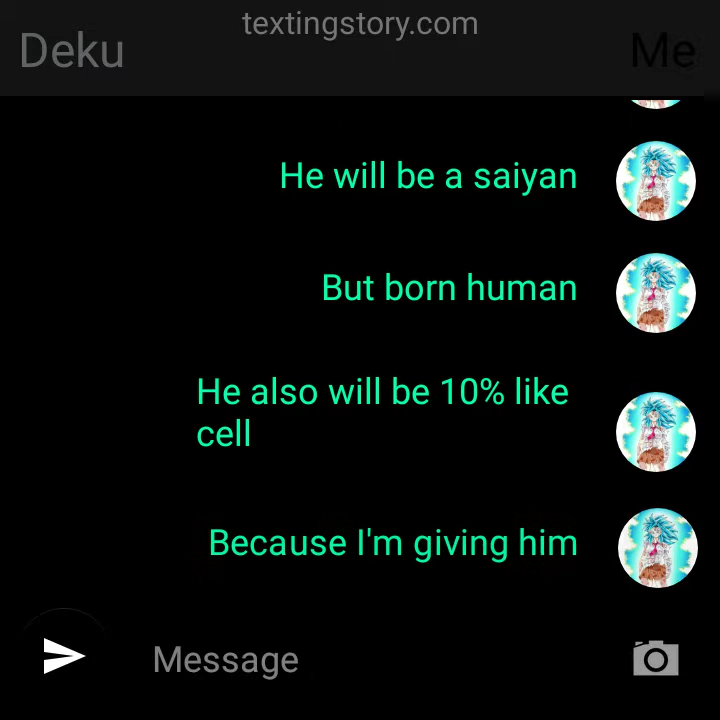 textingstory.com
Deku
Me
He will be a saiyan
But born human
He also will be 10% like
cell
Because I'm giving him
Message